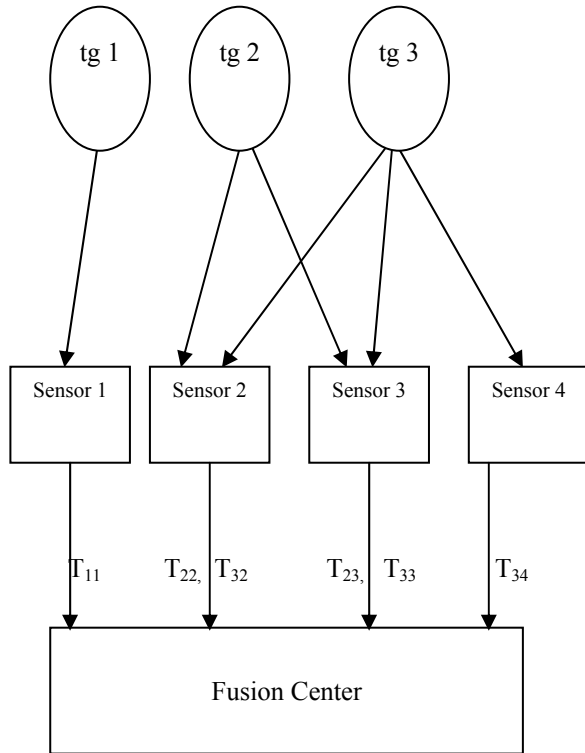 tg 1 tg 2 tg 3
Sensor 1 Sensor 2 Sensor 3 Sensor 4
T₁₁ T₂₂, T₃₂ T₂₃, T₃₃ T₃₄
Fusion Center